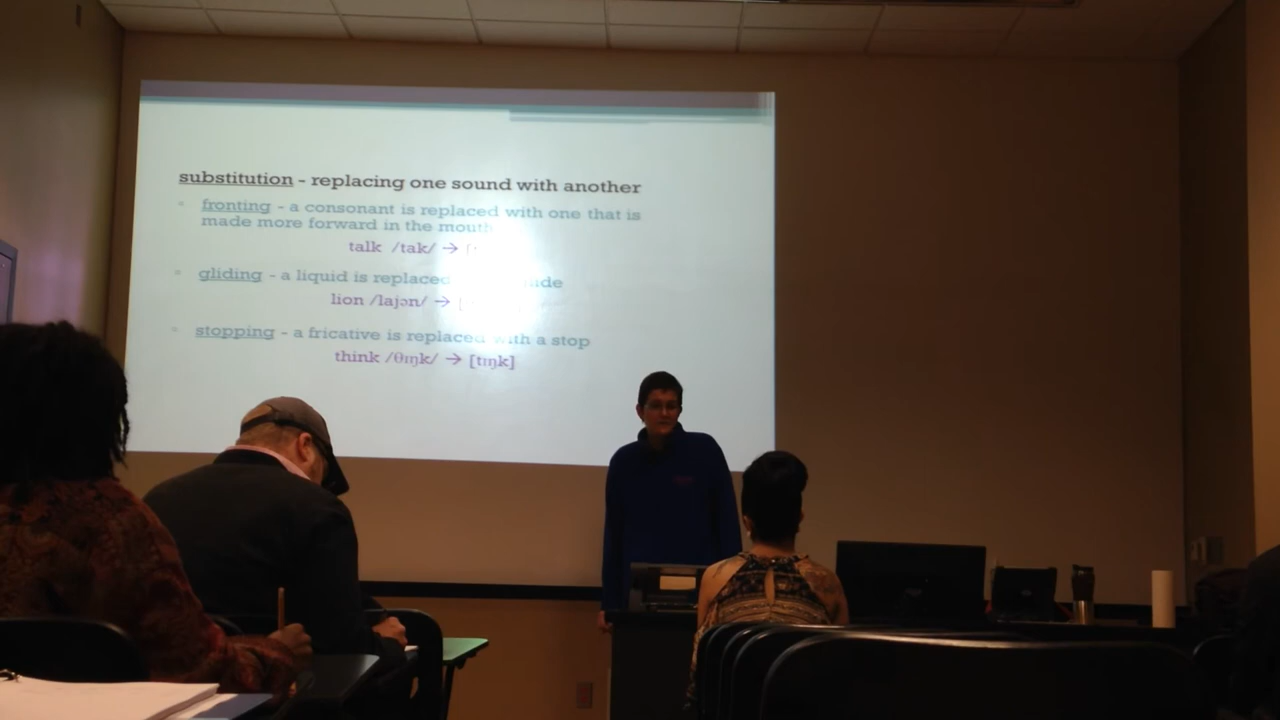 substitution - replacing one sound with another
fronting - a consonant is replaced with one that is
made more forward in the mouth
talk /tak/ → [
gliding - a liquid is replaced
lion /lajən/ → [
stopping - a fricative is replaced with a stop
think /θɪŋk/ → [tɪŋk]